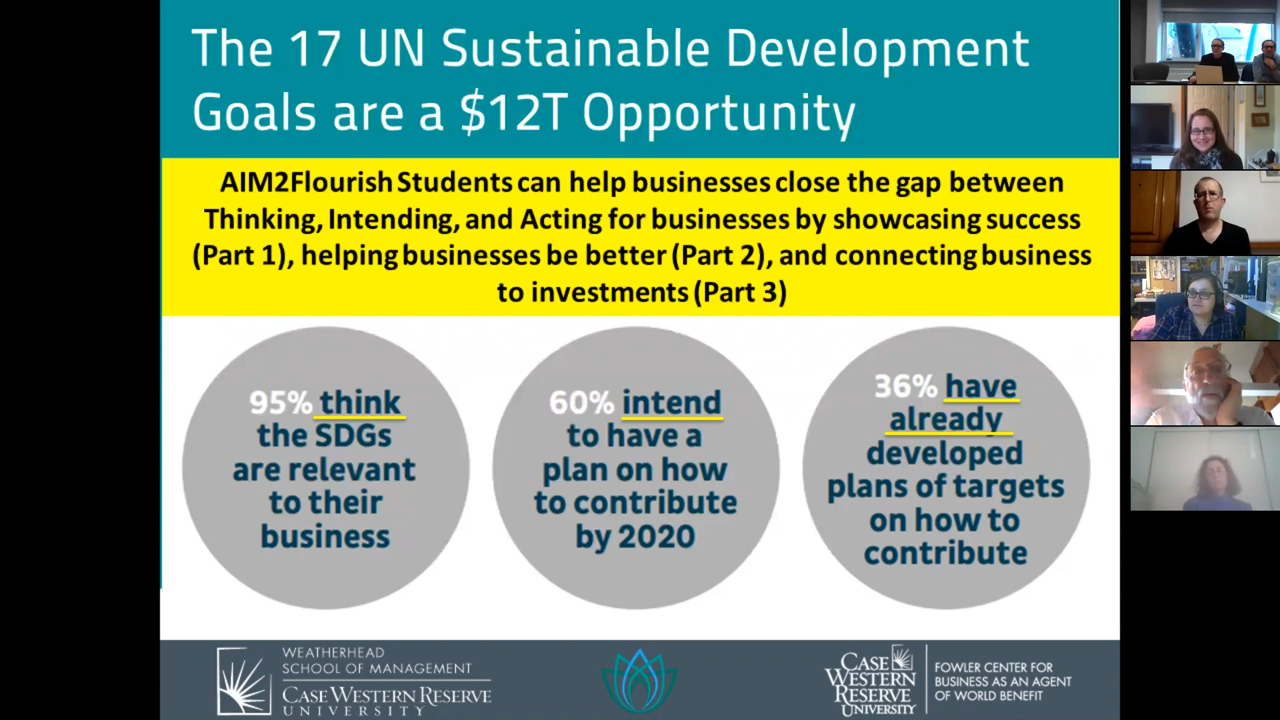 The 17 UN Sustainable Development
Goals are a $12T Opportunity
AIM2Flourish Students can help businesses close the gap between
Thinking, Intending, and Acting for businesses by showcasing success
(Part 1), helping businesses be better (Part 2), and connecting business
to investments (Part 3)
95% think
the SDGs
are relevant
to their
business
60% intend
to have a
plan on how
to contribute
by 2020
36% have
already
developed
plans of targets
on how to
contribute
WEATHERHEAD
SCHOOL OF MANAGEMENT
CASE WESTERN RESERVE
UNIVERSITY
CASE
WESTERN
RESERVE
UNIVERSITY
FOWLER CENTER FOR
BUSINESS AS AN AGENT
OF WORLD BENEFIT